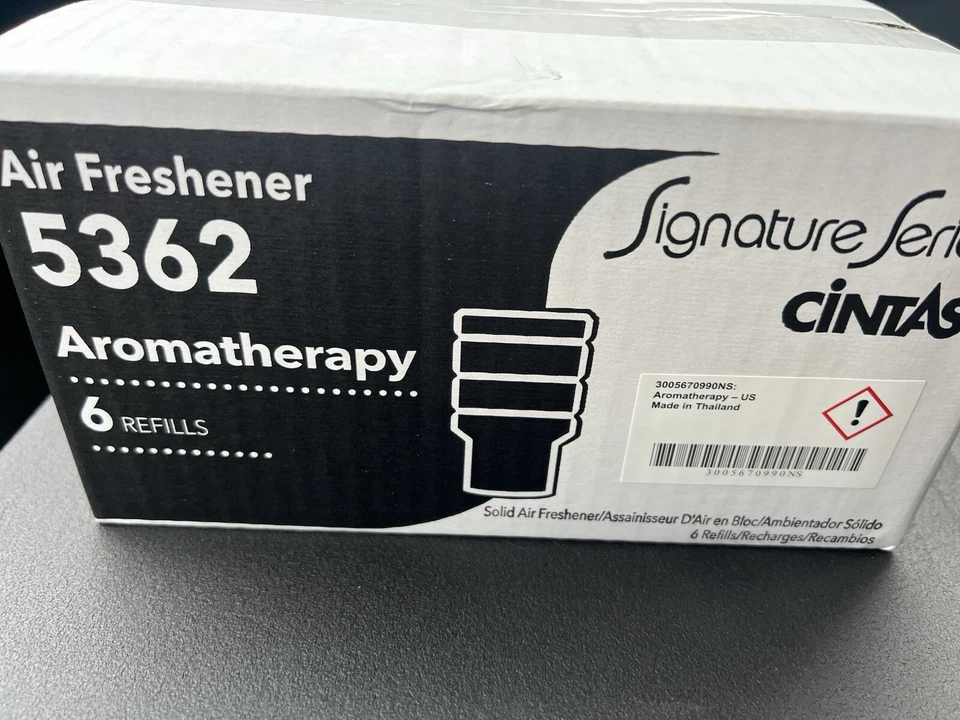 Air Freshener
5362
Aromatherapy
6 REFILLS
Signature Seri
CINTAS
3005670990NS:
Aromatherapy – US
Made in Thailand
!
3005670990NS
Solid Air Freshener/Assainisseur D'Air en Bloc/Ambientador Sólido
6 Refills/Recharges/Recambios